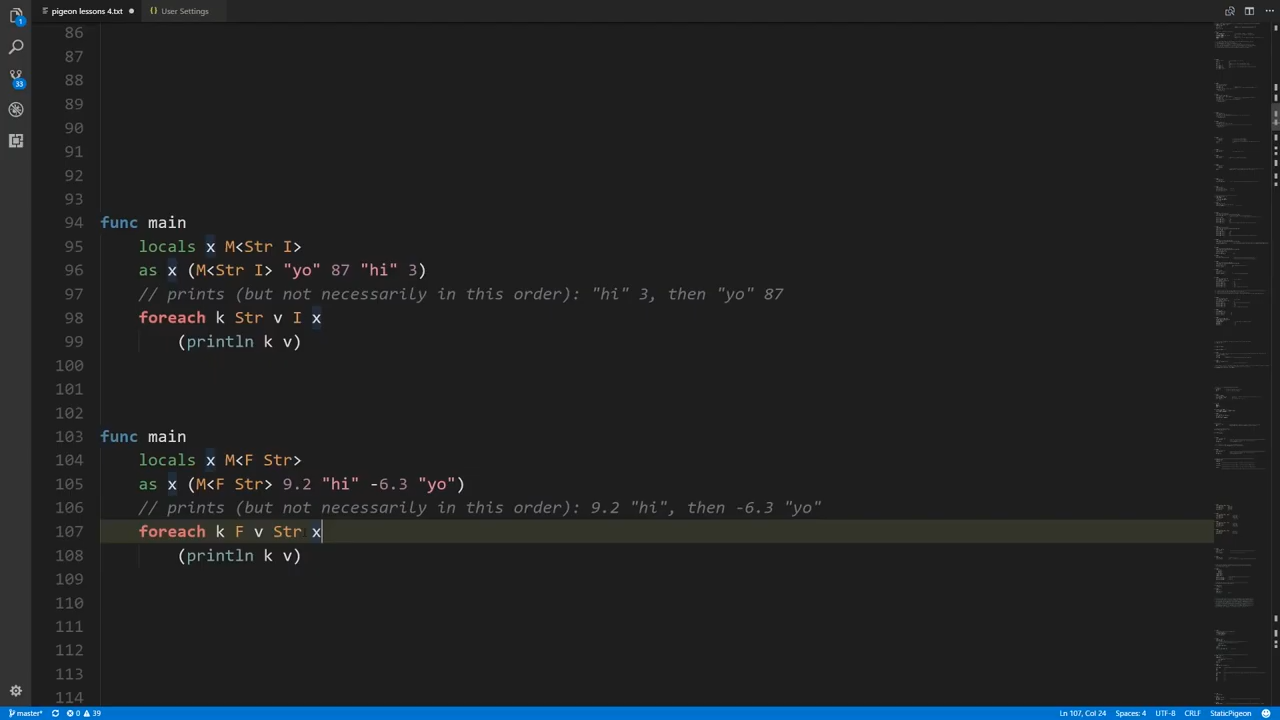 pigeon lessons 4.txt
User Settings
1
33
86
87
88
89
90
91
92
93
94 func main
95 locals x M<Str I>
96 as x (M<Str I> "yo" 87 "hi" 3)
97 // prints (but not necessarily in this order): "hi" 3, then "yo" 87
98 foreach k Str v I x
99 (println k v)
100
101
102
103 func main
104 locals x M<F Str>
105 as x (M<F Str> 9.2 "hi" -6.3 "yo")
106 // prints (but not necessarily in this order): 9.2 "hi", then -6.3 "yo"
107 foreach k F v Str x
108 (println k v)
109
110
111
112
113
114
master* 0 39 Ln 107, Col 24 Spaces: 4 UTF-8 CRLF StaticPigeon